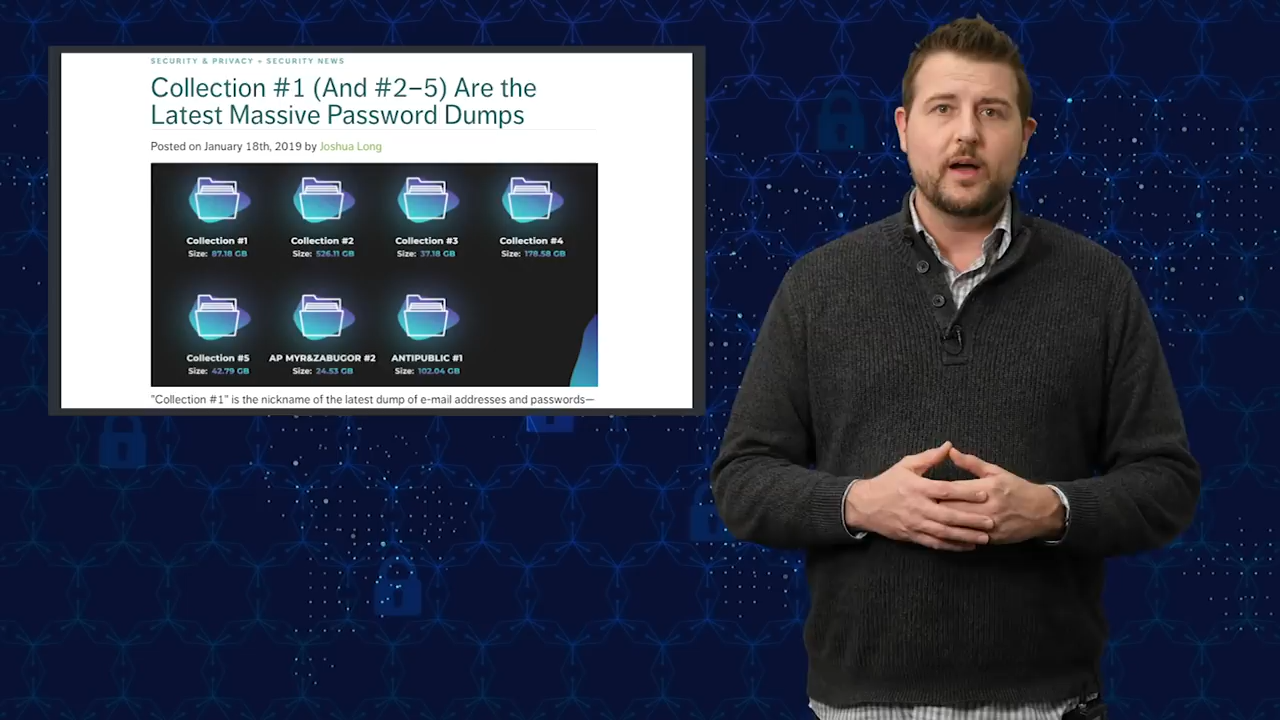 SECURITY & PRIVACY + SECURITY NEWS
Collection #1 (And #2–5) Are the
Latest Massive Password Dumps
Posted on January 18th, 2019 by Joshua Long
Collection #1 Collection #2 Collection #3 Collection #4
Size: 87.18 GB Size: 526.11 GB Size: 37.18 GB Size: 178.58 GB
Collection #5 AP MYR&ZABUGOR #2 ANTIPUBLIC #1
Size: 42.79 GB Size: 24.53 GB Size: 102.04 GB
"Collection #1" is the nickname of the latest dump of e-mail addresses and passwords—